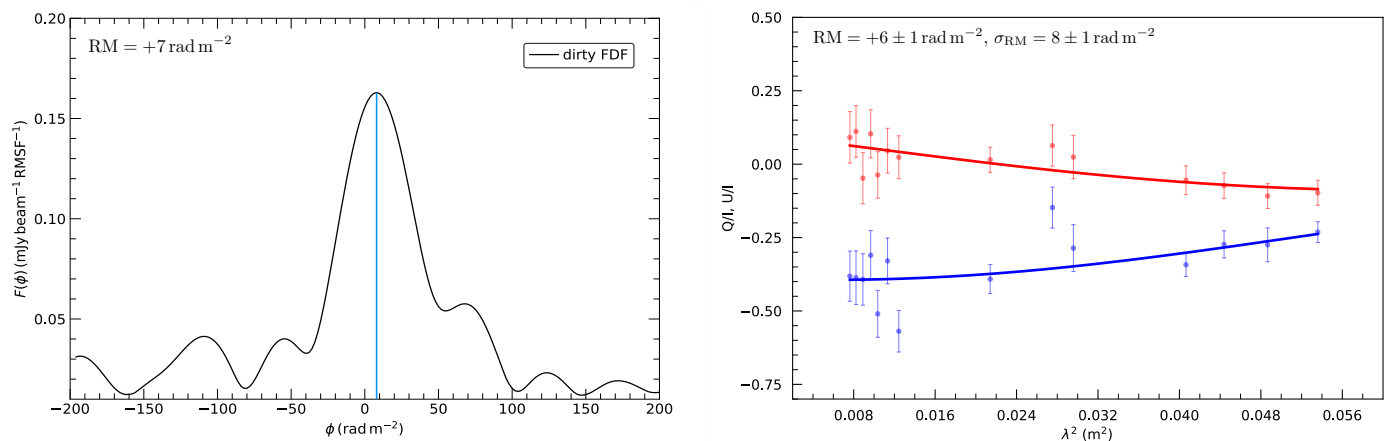 RM = +7 rad m⁻²
dirty FDF
F(ϕ) (mJy beam⁻¹ RMSF⁻¹)
0.20
0.15
0.10
0.05
−200 −150 −100 −50 0 50 100 150 200
ϕ (rad m⁻²)
RM = +6 ± 1 rad m⁻², σRM = 8 ± 1 rad m⁻²
Q/I, U/I
0.50
0.25
0.00
−0.25
−0.50
−0.75
0.008 0.016 0.024 0.032 0.040 0.048 0.056
λ² (m²)